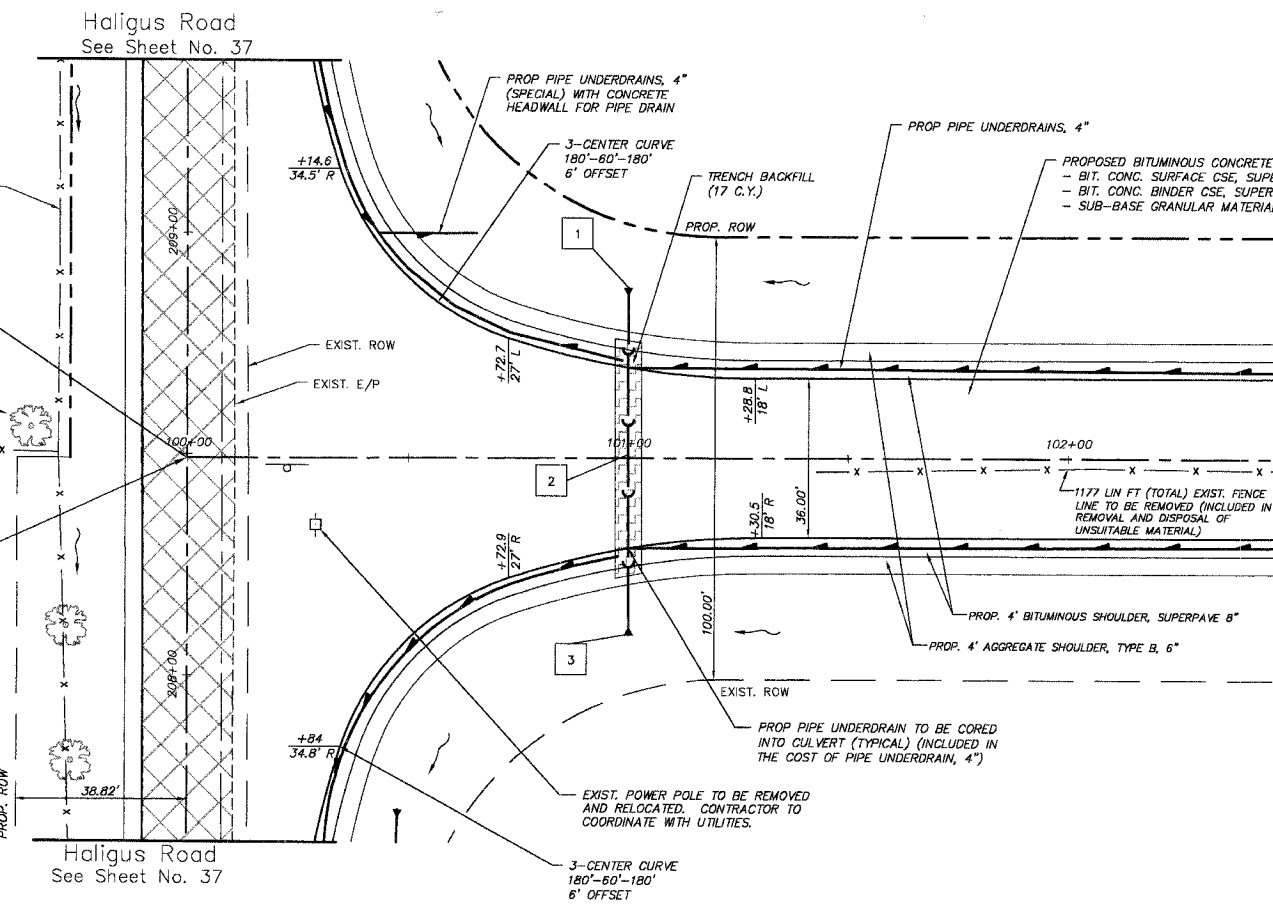 Haligus Road
See Sheet No. 37
PROP PIPE UNDERDRAINS, 4"
(SPECIAL) WITH CONCRETE
HEADWALL FOR PIPE DRAIN
3-CENTER CURVE
180'-60'-180'
6' OFFSET
+14.6
34.5' R
TRENCH BACKFILL
(17 C.Y.)
PROP PIPE UNDERDRAINS, 4"
PROPOSED BITUMINOUS CONCRETE
- BIT. CONC. SURFACE CSE, SUPE
- BIT. CONC. BINDER CSE, SUPER
- SUB-BASE GRANULAR MATERIAL
1
PROP. ROW
209+00
EXIST. ROW
EXIST. E/P
+72.7
27' L
+28.8
18' L
100+00
101+00
102+00
2
1177 LIN FT (TOTAL) EXIST. FENCE
LINE TO BE REMOVED (INCLUDED IN
REMOVAL AND DISPOSAL OF
UNSUITABLE MATERIAL)
36.00'
+30.5
18' R
+72.9
27' R
100.00'
PROP. 4' BITUMINOUS SHOULDER, SUPERPAVE 8"
PROP. 4' AGGREGATE SHOULDER, TYPE B, 6"
3
208+00
EXIST. ROW
PROP PIPE UNDERDRAIN TO BE CORED
INTO CULVERT (TYPICAL) (INCLUDED IN
THE COST OF PIPE UNDERDRAIN, 4")
+84
34.8' R
38.82'
PROP. ROW
EXIST. POWER POLE TO BE REMOVED
AND RELOCATED. CONTRACTOR TO
COORDINATE WITH UTILITIES.
Haligus Road
See Sheet No. 37
3-CENTER CURVE
180'-60'-180'
6' OFFSET